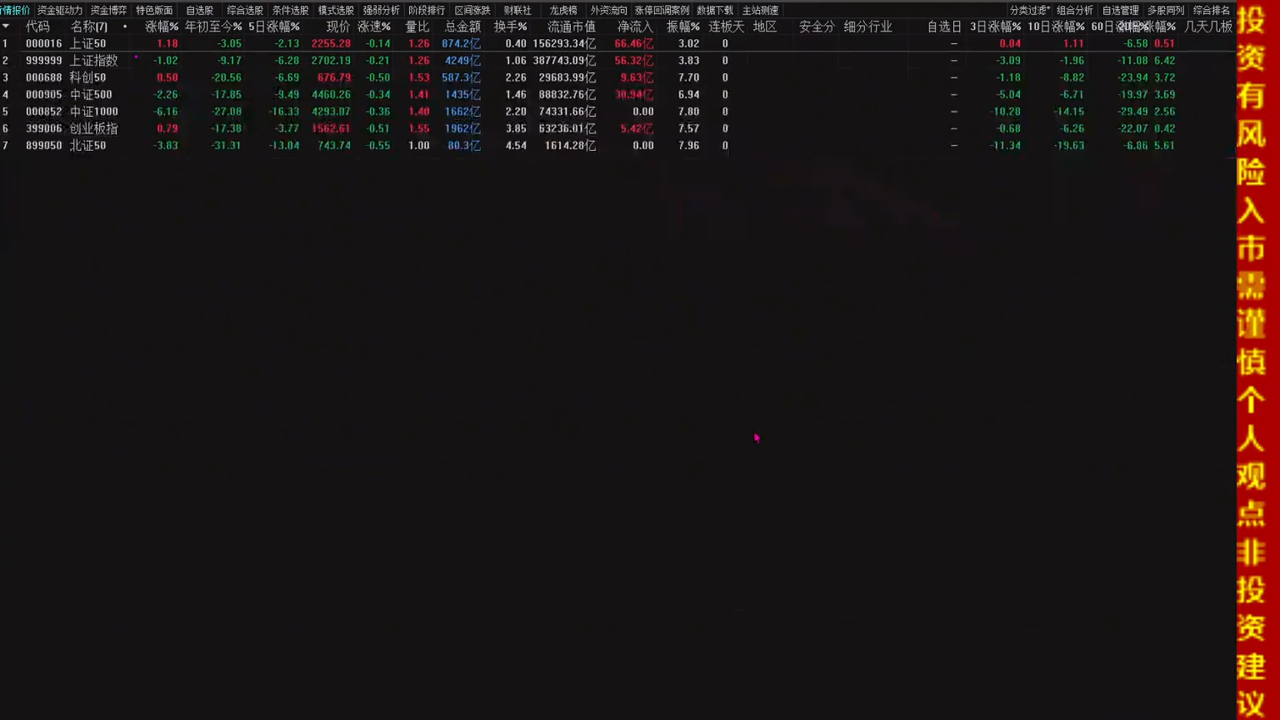 行情报价 资金驱动力 资金博弈 特色版面 自选股 综合选股 条件选股 模式选股 强弱分析 阶段排行 区间涨跌 财联社 龙虎榜 外资流向 涨停回调案例 数据下载 主站测速 分类过滤* 组合分析 自选管理 多股同列 综合排名
代码 名称(7) 涨幅% 年初至今% 5日涨幅% 现价 涨速% 量比 总金额 换手% 流通市值 净流入 振幅% 连板天 地区 安全分 细分行业 自选日 3日涨幅% 10日涨幅% 60日涨幅% 20日涨幅% 几天几板
1 000016 上证50 1.18 -3.05 -2.13 2255.28 -0.14 1.26 874.2亿 0.40 156293.34亿 66.46亿 3.02 0 – 0.04 1.11 -6.58 0.51
2 999999 上证指数 -1.02 -9.17 -6.28 2702.19 -0.21 1.26 4249亿 1.06 387743.09亿 56.32亿 3.83 0 – -3.09 -1.96 -11.08 6.42
3 000688 科创50 0.50 -20.56 -6.69 676.79 -0.50 1.53 587.3亿 2.26 29683.99亿 9.63亿 7.70 0 – -1.18 -8.82 -23.94 3.72
4 000905 中证500 -2.26 -17.85 -9.49 4460.26 -0.34 1.41 1435亿 1.46 88832.76亿 30.94亿 6.94 0 – -5.04 -6.71 -19.97 3.69
5 000852 中证1000 -6.16 -27.08 -16.33 4293.07 -0.36 1.40 1662亿 2.20 74331.66亿 0.00 7.80 0 – -10.28 -14.15 -29.49 2.56
6 399006 创业板指 0.79 -17.38 -3.77 1562.61 -0.51 1.55 1962亿 3.85 63236.01亿 5.42亿 7.57 0 – -0.68 -6.26 -22.07 0.42
7 899050 北证50 -3.83 -31.31 -13.04 743.74 -0.55 1.00 80.3亿 4.54 1614.28亿 0.00 7.96 0 – -11.34 -19.63 -6.86 5.61
投资有风险入市需谨慎个人观点非投资建议